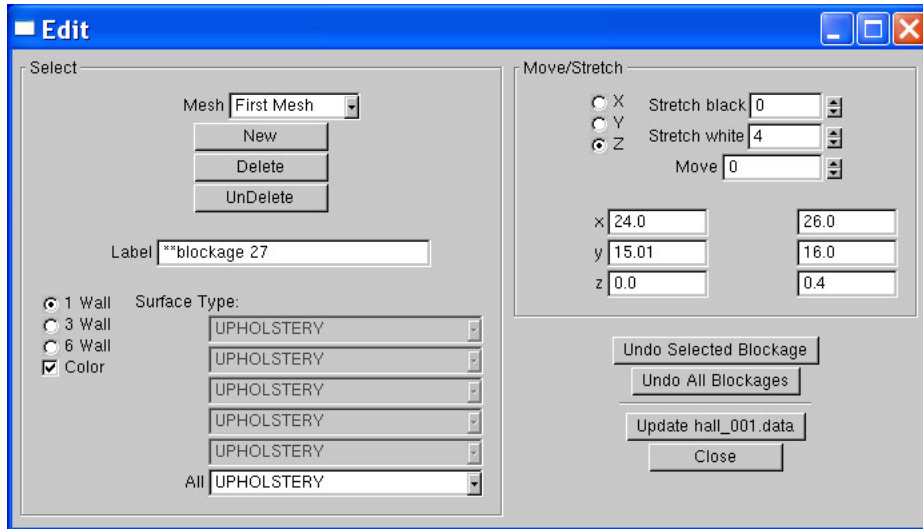 Edit
Select
Mesh First Mesh
New
Delete
UnDelete
Label **blockage 27
1 Wall
3 Wall
6 Wall
Color
Surface Type:
UPHOLSTERY
UPHOLSTERY
UPHOLSTERY
UPHOLSTERY
UPHOLSTERY
All UPHOLSTERY
Move/Stretch
X
Y
Z
Stretch black 0
Stretch white 4
Move 0
x 24.0 26.0
y 15.01 16.0
z 0.0 0.4
Undo Selected Blockage
Undo All Blockages
Update hall_001.data
Close